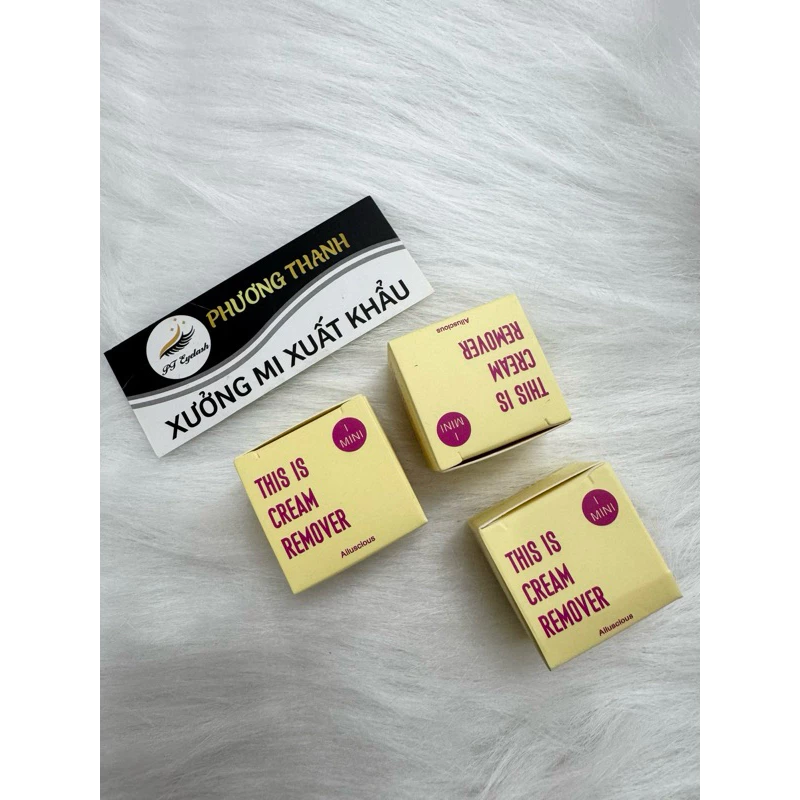 PHƯƠNG THANH
PT Eyelash
XƯỞNG MI XUẤT KHẨU
I
MINI
THIS IS
CREAM
REMOVER
Alluscious
I
MINI
THIS IS
CREAM
REMOVER
Alluscious
I
MINI
THIS IS
CREAM
REMOVER
Alluscious